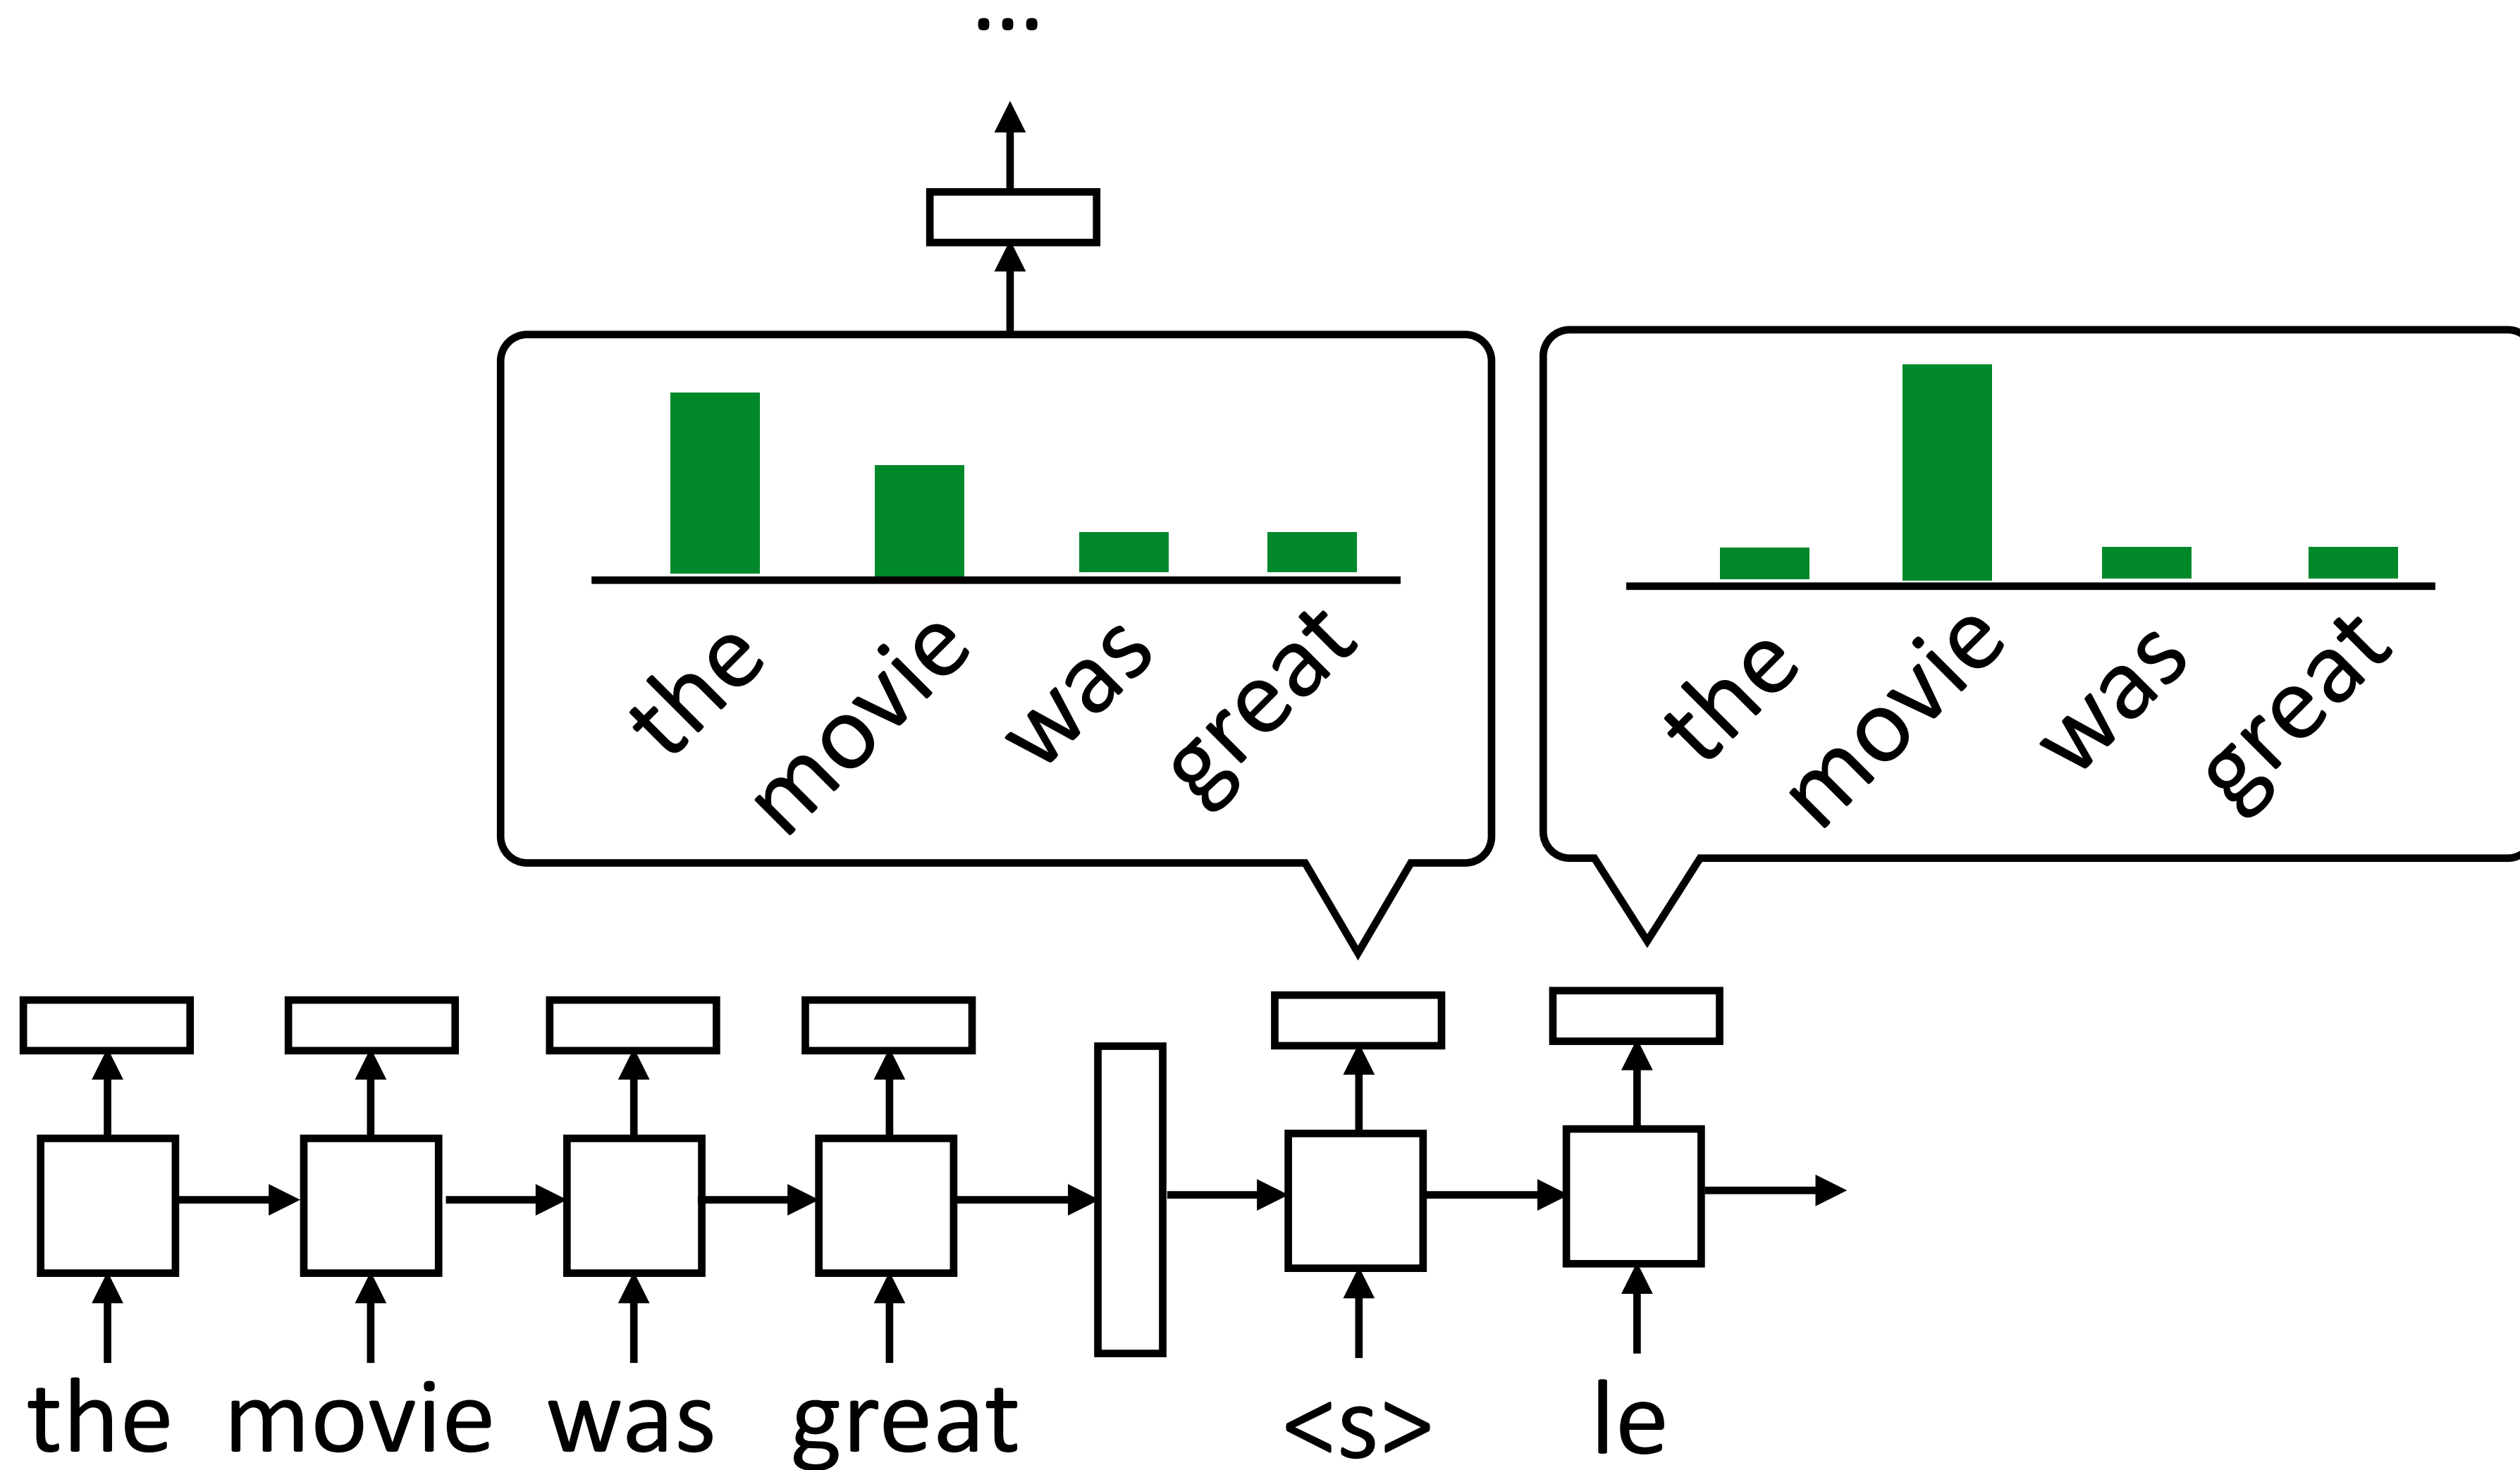 ...
the movie was great
the movie was great
the movie was great <s> le